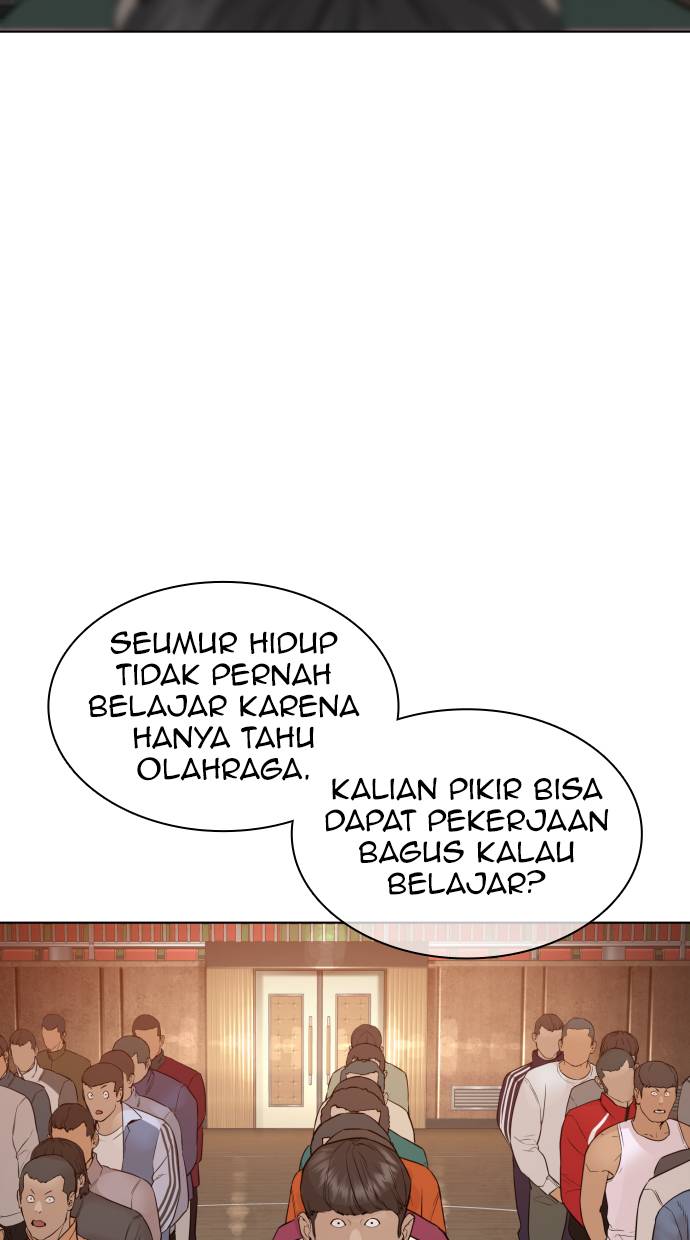 SEUMUR HIDUP
TIDAK PERNAH
BELAJAR KARENA
HANYA TAHU
OLAHRAGA.
KALIAN PIKIR BISA
DAPAT PEKERJAAN
BAGUS KALAU
BELAJAR?